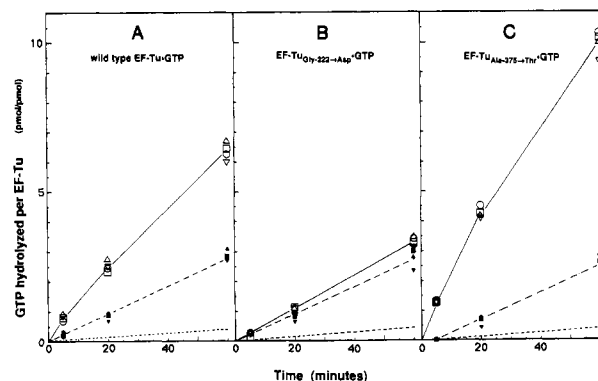 A
B
C
wild type EF-Tu•GTP
EF-TuGly-222→Asp•GTP
EF-TuAla-375→Thr•GTP
GTP hydrolyzed per EF-Tu (pmol/pmol)
10
5
0
0 20 40
0 20 40
0 20 40 60
Time (minutes)